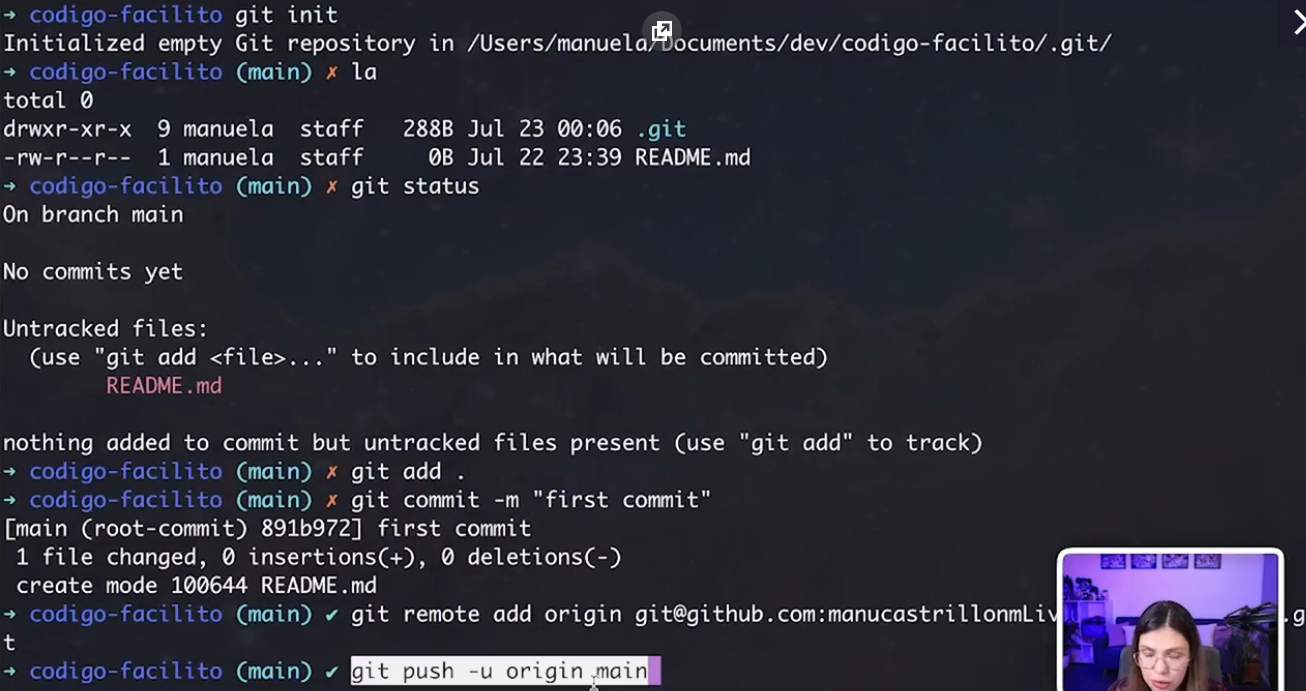 → codigo-facilito git init
Initialized empty Git repository in /Users/manuela/Documents/dev/codigo-facilito/.git/
→ codigo-facilito (main) ✗ la
total 0
drwxr-xr-x  9 manuela  staff   288B Jul 23 00:06 .git
-rw-r--r--  1 manuela  staff     0B Jul 22 23:39 README.md
→ codigo-facilito (main) ✗ git status
On branch main
No commits yet
Untracked files:
  (use "git add <file>..." to include in what will be committed)
        README.md
nothing added to commit but untracked files present (use "git add" to track)
→ codigo-facilito (main) ✗ git add .
→ codigo-facilito (main) ✗ git commit -m "first commit"
[main (root-commit) 891b972] first commit
 1 file changed, 0 insertions(+), 0 deletions(-)
 create mode 100644 README.md
→ codigo-facilito (main) ✔ git remote add origin git@github.com:manucastrillonmLiv .g
t
→ codigo-facilito (main) ✔ git push -u origin main